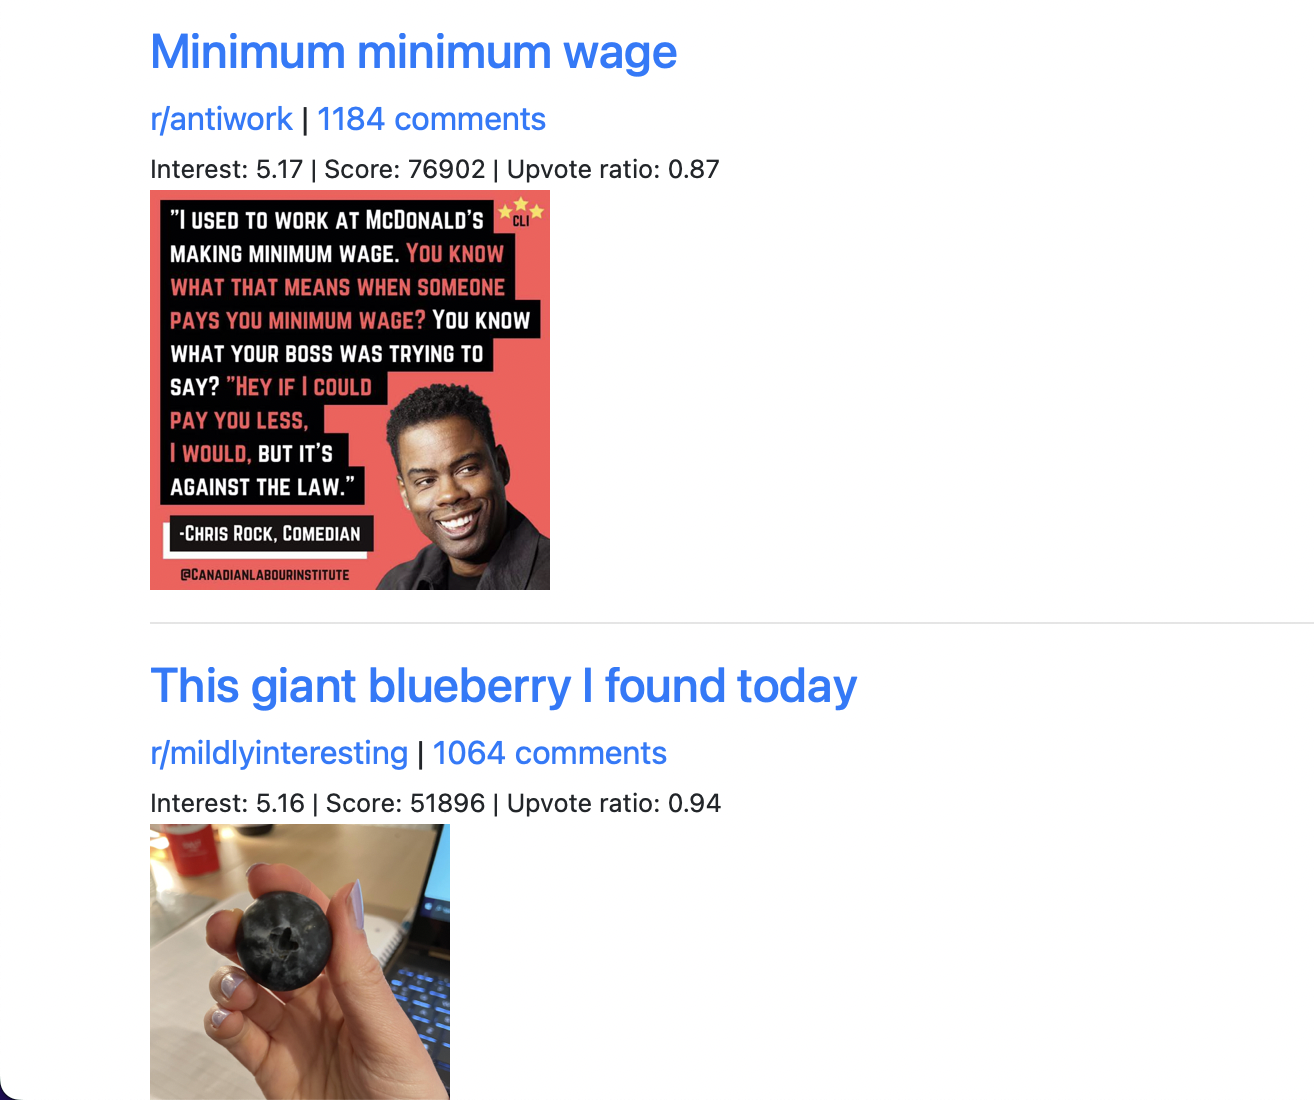 Minimum minimum wage
r/antiwork | 1184 comments
Interest: 5.17 | Score: 76902 | Upvote ratio: 0.87
"I USED TO WORK AT MCDONALD'S
CLI
MAKING MINIMUM WAGE. YOU KNOW
WHAT THAT MEANS WHEN SOMEONE
PAYS YOU MINIMUM WAGE? YOU KNOW
WHAT YOUR BOSS WAS TRYING TO
SAY? "HEY IF I COULD
PAY YOU LESS,
I WOULD, BUT IT'S
AGAINST THE LAW."
-CHRIS ROCK, COMEDIAN
@CANADIANLABOURINSTITUTE
This giant blueberry I found today
r/mildlyinteresting | 1064 comments
Interest: 5.16 | Score: 51896 | Upvote ratio: 0.94